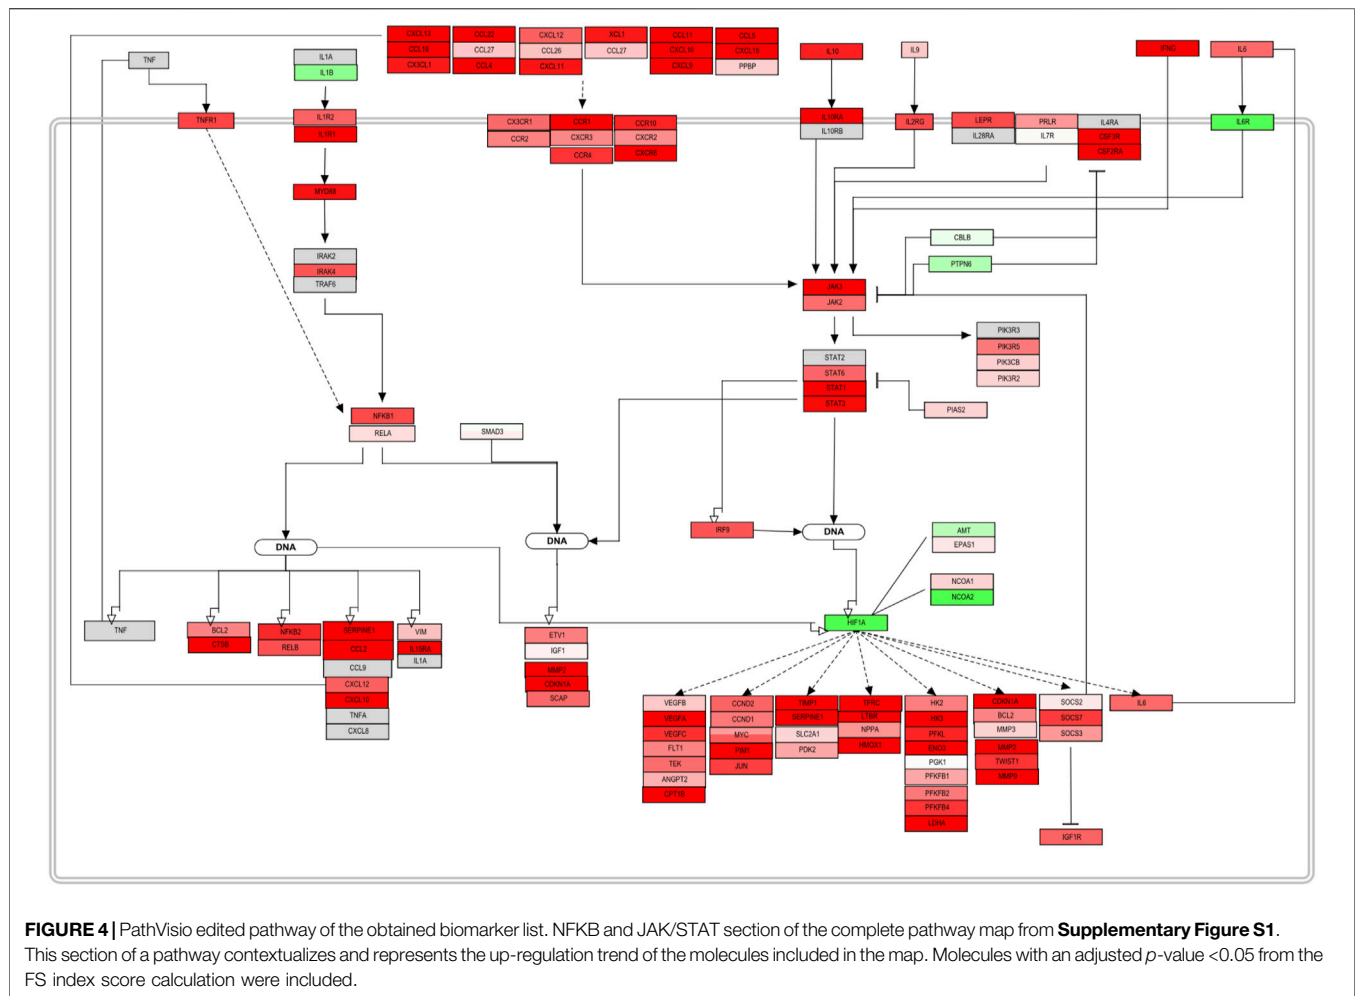 CXCL13 CCL22 CXCL12 XCL1 CCL11 CCL5
CCL19 CCL27 CCL26 CCL27 CXCL10 CXCL16
CX3CL1 CCL4 CXCL11 CXCL9 PPBP
TNF
IL1A
IL1B
IL10
IL9
IFNG
IL6
TNFR1
IL1R2
IL1R1
CX3CR1 CCR1 CCR10
CCR2 CXCR3 CXCR2
CCR4
IL10RA
IL10RB
IL2RG
LEPR
IL28RA
PRLR
IL7R
IL4RA
CSF3R
CSF2RA
IL6R
MYD88
IRAK2
IRAK4
TRAF6
CBLB
PTPN6
JAK3
JAK2
PIK3R3
PIK3R5
PIK3CB
PIK3R2
STAT2
STAT6
STAT1
STAT3
PIAS2
NFKB1
RELA
SMAD3
IRF9
DNA
DNA
DNA
AMT
EPAS1
NCOA1
NCOA2
HIF1A
TNF
BCL2
CTSB
NFKB2
RELB
SERPINE1
CCL2
CCL9
CXCL12
CXCL10
TNFA
CXCL8
VIM
IL15RA
IL1A
ETV1
IGF1
MMP2
CDKN1A
SCAP
VEGFB
VEGFA
VEGFC
FLT1
TEK
ANGPT2
CPT1B
CCND2
CCND1
MYC
PIM1
JUN
TIMP1
SERPINE1
SLC2A1
PDK2
TFRC
LTBR
NPPA
HMOX1
HK2
HK3
PFKL
ENO3
PGK1
PFKFB1
PFKFB2
PFKFB4
LDHA
CDKN1A
BCL2
MMP3
MMP2
TWIST1
MMP9
SOCS2
SOCS7
SOCS3
IL6
IGF1R
FIGURE 4 | PathVisio edited pathway of the obtained biomarker list. NFKB and JAK/STAT section of the complete pathway map from Supplementary Figure S1.
This section of a pathway contextualizes and represents the up-regulation trend of the molecules included in the map. Molecules with an adjusted p-value <0.05 from the
FS index score calculation were included.